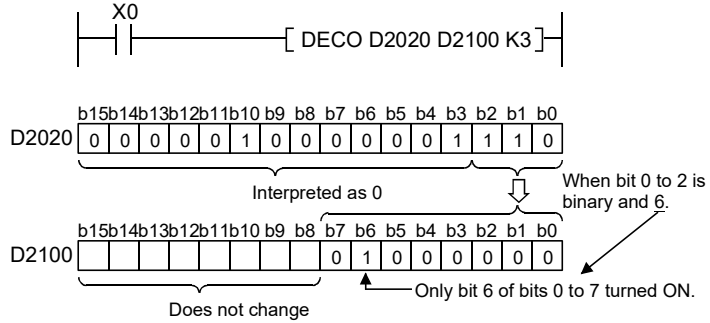 X0
DECO D2020 D2100 K3
b15b14b13b12b11b10 b9 b8 b7 b6 b5 b4 b3 b2 b1 b0
D2020 0 0 0 0 0 1 0 0 0 0 0 0 1 1 1 0
Interpreted as 0
When bit 0 to 2 is
binary and 6.
b15b14b13b12b11b10 b9 b8 b7 b6 b5 b4 b3 b2 b1 b0
D2100 0 1 0 0 0 0 0 0
Only bit 6 of bits 0 to 7 turned ON.
Does not change